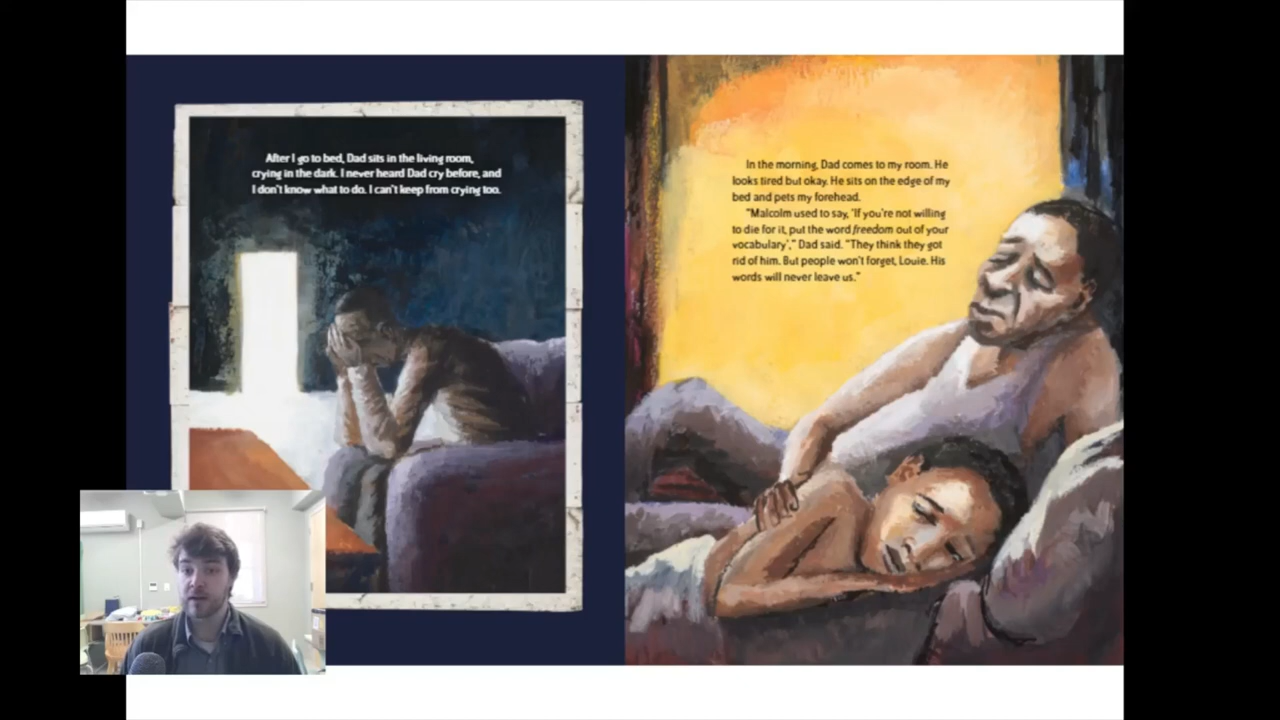 After I go to bed, Dad sits in the living room,
crying in the dark. I never heard Dad cry before, and
I don't know what to do. I can't keep from crying too.
In the morning, Dad comes to my room. He
looks tired but okay. He sits on the edge of my
bed and pets my forehead.
"Malcolm used to say, 'If you're not willing
to die for it, put the word freedom out of your
vocabulary'," Dad said. "They think they got
rid of him. But people won't forget, Louie. His
words will never leave us."